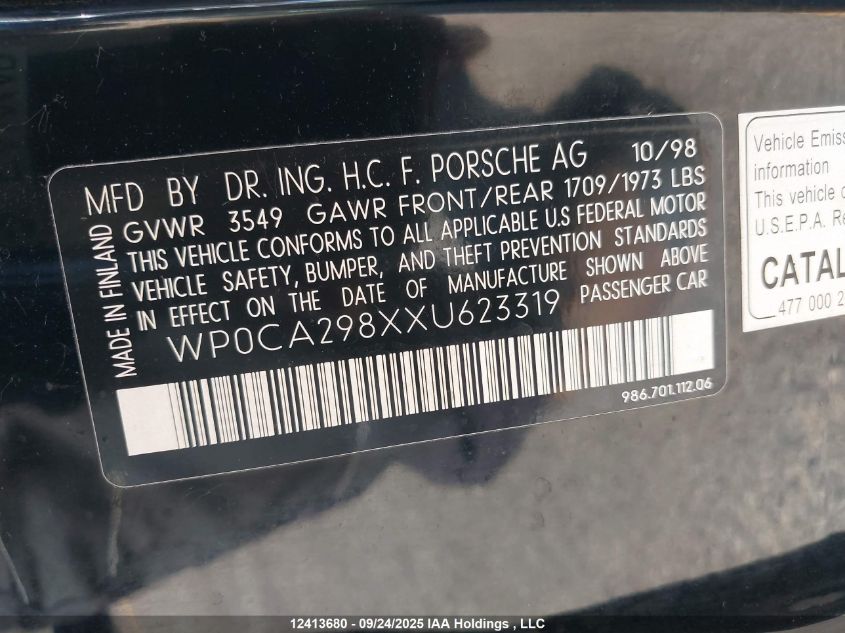 MFD BY DR. ING. H.C. F. PORSCHE AG 10/98
GVWR 3549 GAWR FRONT/REAR 1709/1973 LBS
THIS VEHICLE CONFORMS TO ALL APPLICABLE U.S FEDERAL MOTOR
VEHICLE SAFETY, BUMPER, AND THEFT PREVENTION STANDARDS
IN EFFECT ON THE DATE OF MANUFACTURE SHOWN ABOVE
WP0CA298XXU623319 PASSENGER CAR
MADE IN FINLAND
986.701.112.06
Vehicle Emiss
information
This vehicle c
U.S.E.P.A. Re
CATAL
477 000 2
12413680 - 09/24/2025 IAA Holdings , LLC